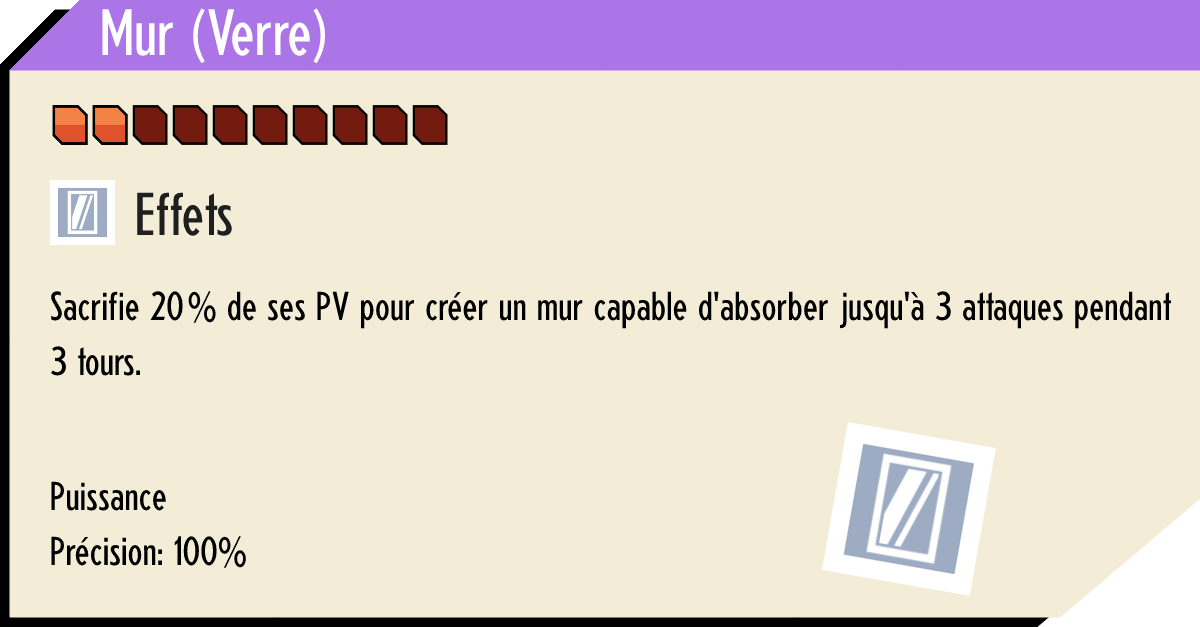 Mur (Verre)
Effets
Sacrifie 20% de ses PV pour créer un mur capable d'absorber jusqu'à 3 attaques pendant
3 tours.
Puissance
Précision: 100%